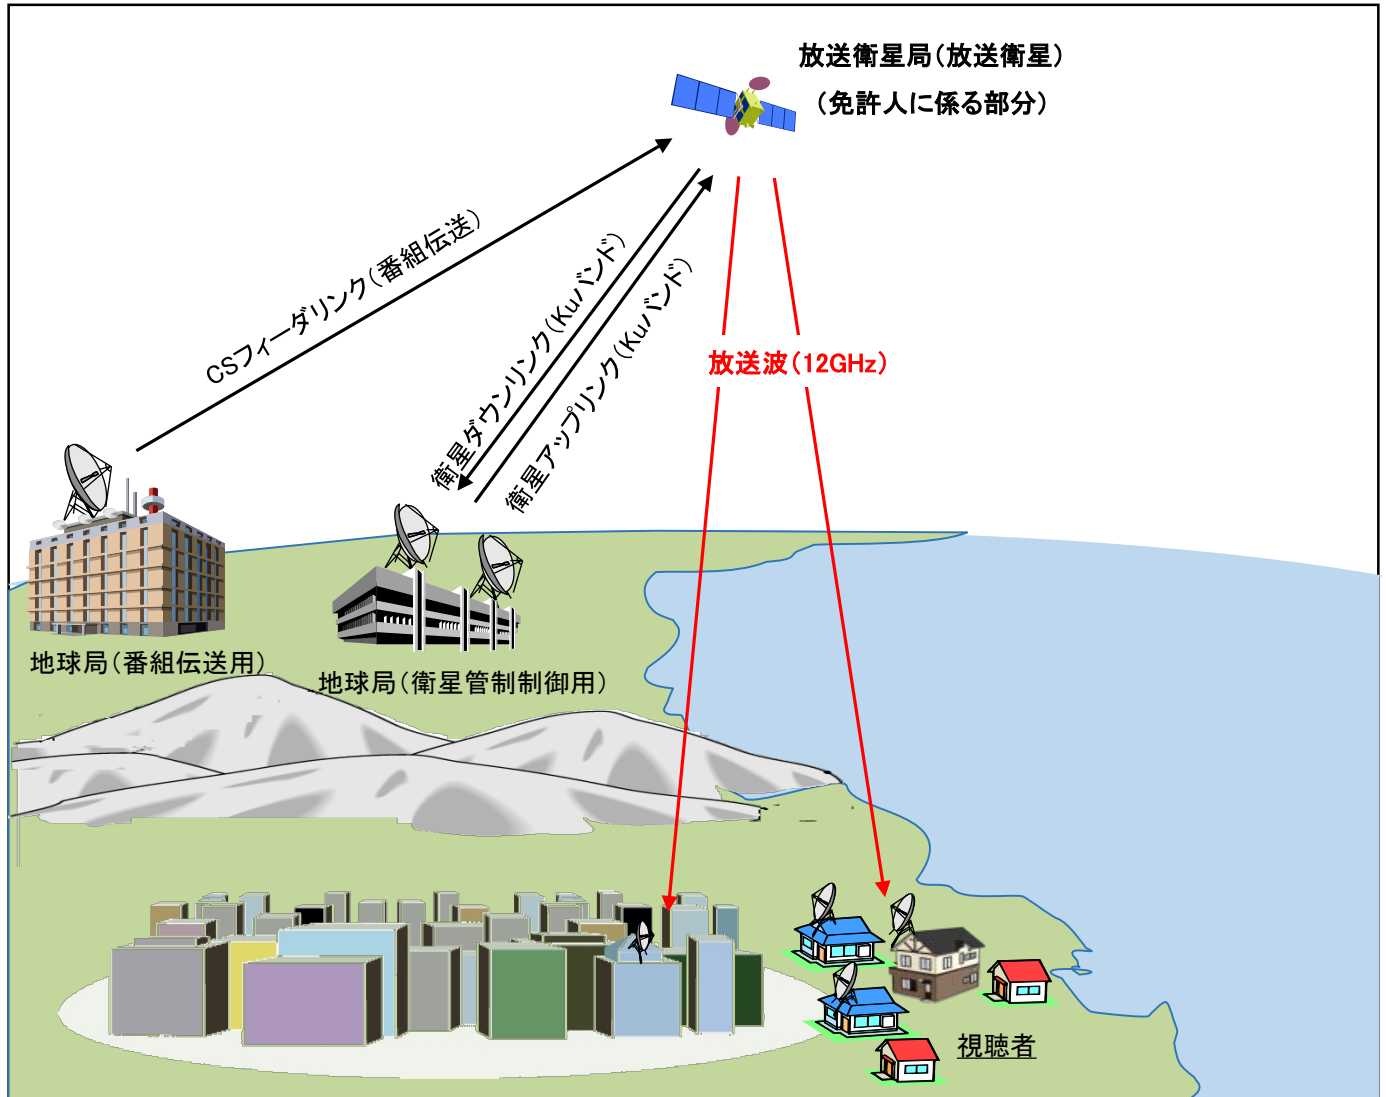 放送衛星局（放送衛星）
（免許人に係る部分）
CSフィーダリンク（番組伝送）
衛星ダウンリンク（Kuバンド）
衛星アップリンク（Kuバンド）
放送波（12GHz）
地球局（番組伝送用）
地球局（衛星管制制御用）
視聴者